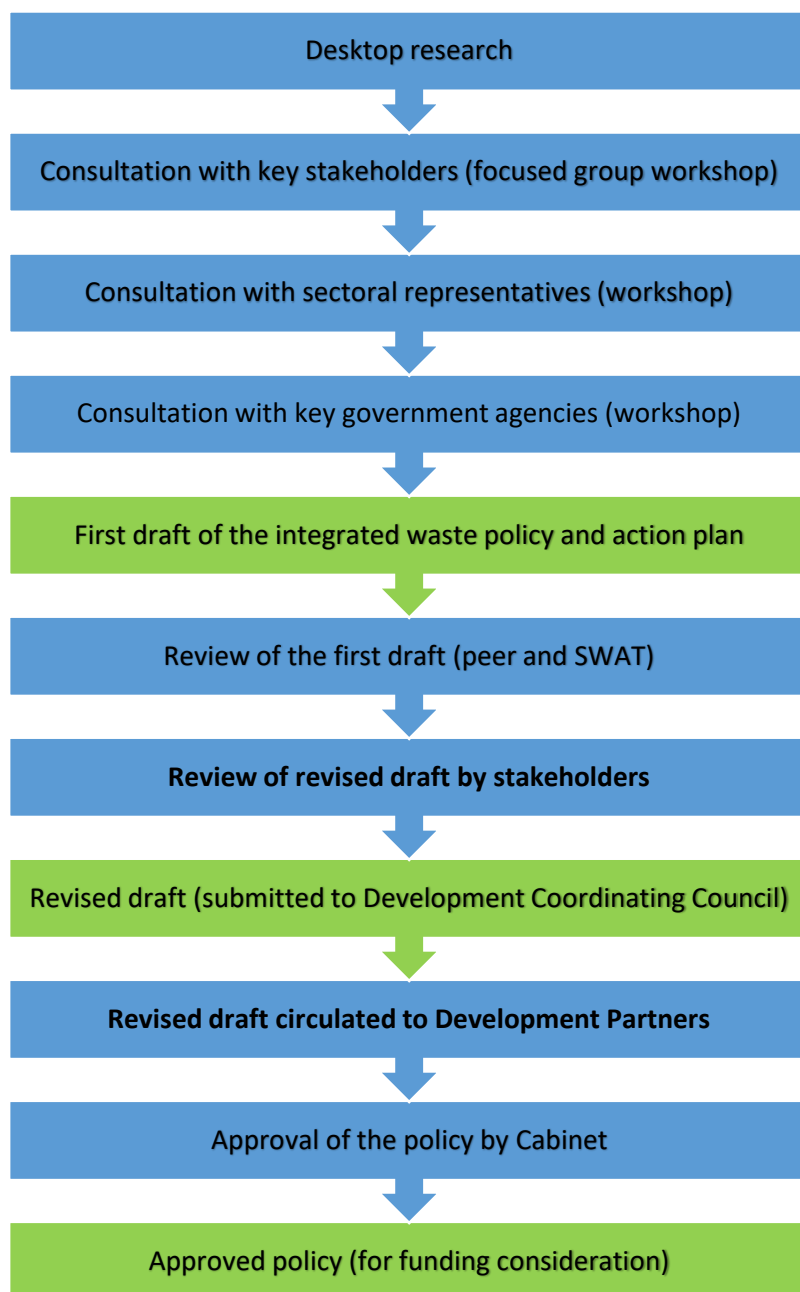 Desktop research
Consultation with key stakeholders (focused group workshop)
Consultation with sectoral representatives (workshop)
Consultation with key government agencies (workshop)
First draft of the integrated waste policy and action plan
Review of the first draft (peer and SWAT)
Review of revised draft by stakeholders
Revised draft (submitted to Development Coordinating Council)
Revised draft circulated to Development Partners
Approval of the policy by Cabinet
Approved policy (for funding consideration)